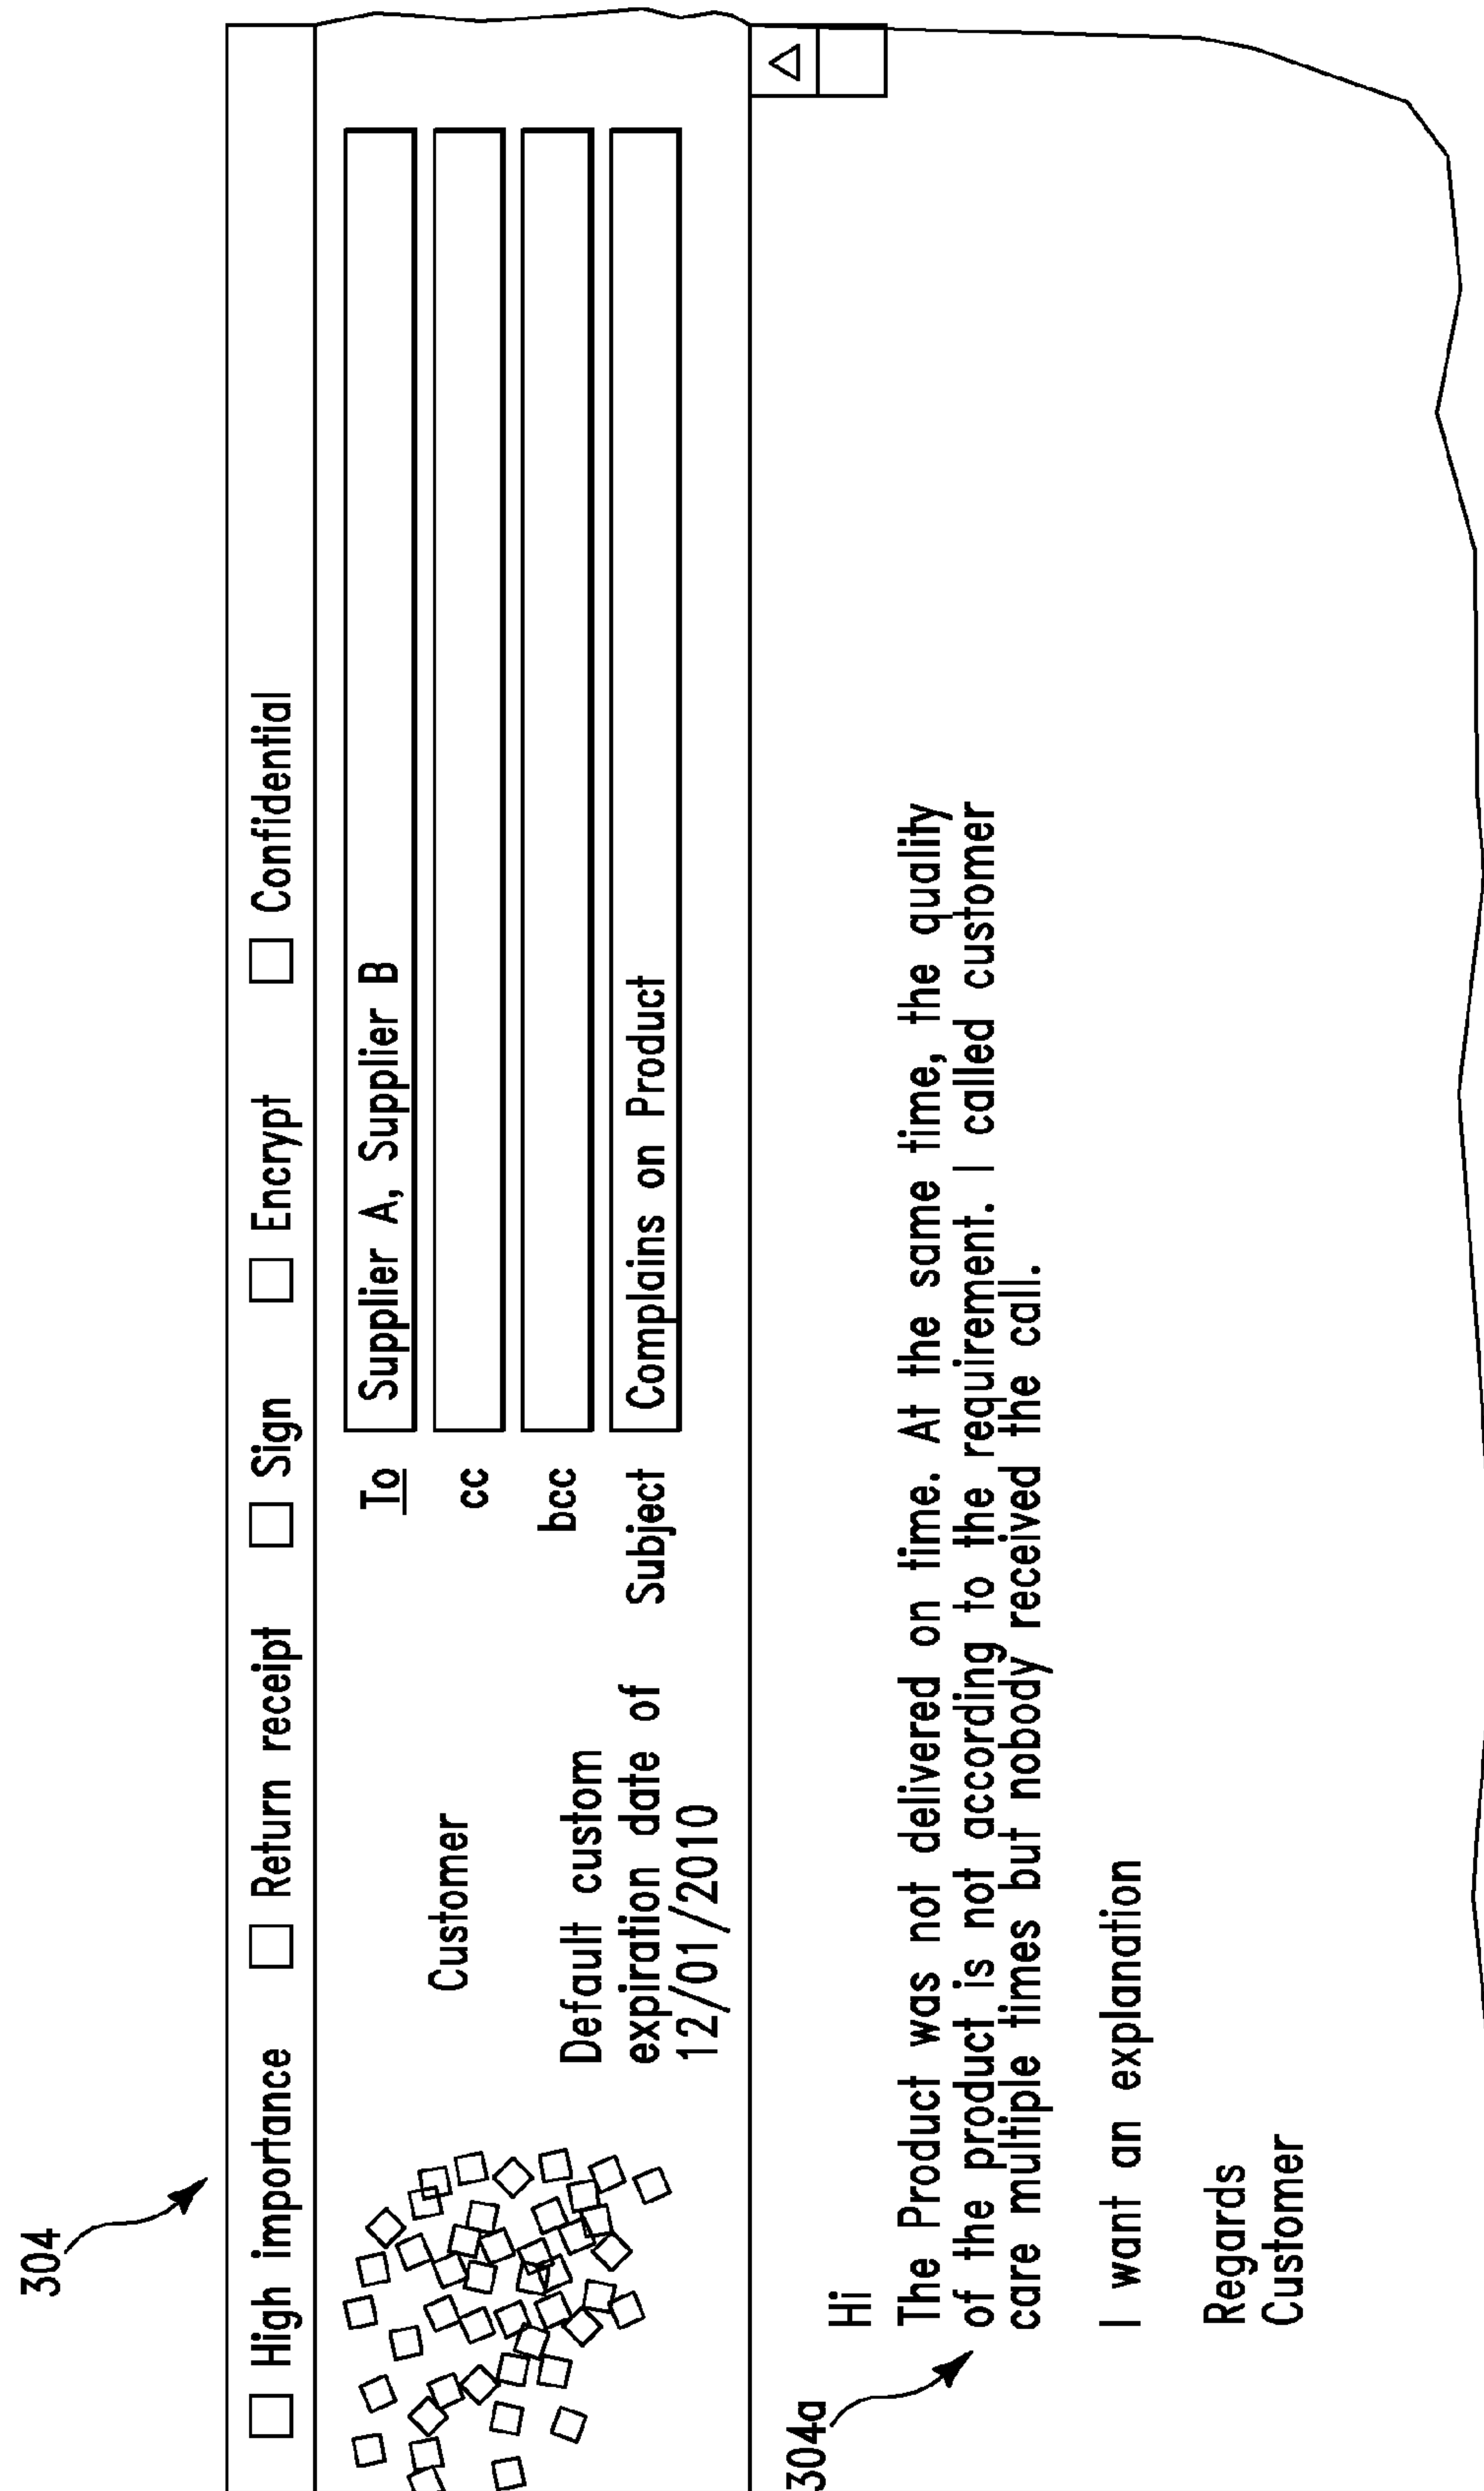 304
High importance Return receipt Sign Encrypt Confidential
Customer
Default custom
expiration date of
12/01/2010
To Supplier A, Supplier B
cc
bcc
Subject Complains on Product
304a
Hi
The Product was not delivered on time. At the same time, the quality
of the product is not according to the requirement. I called customer
care multiple times but nobody received the call.
I want an explanation
Regards
Customer